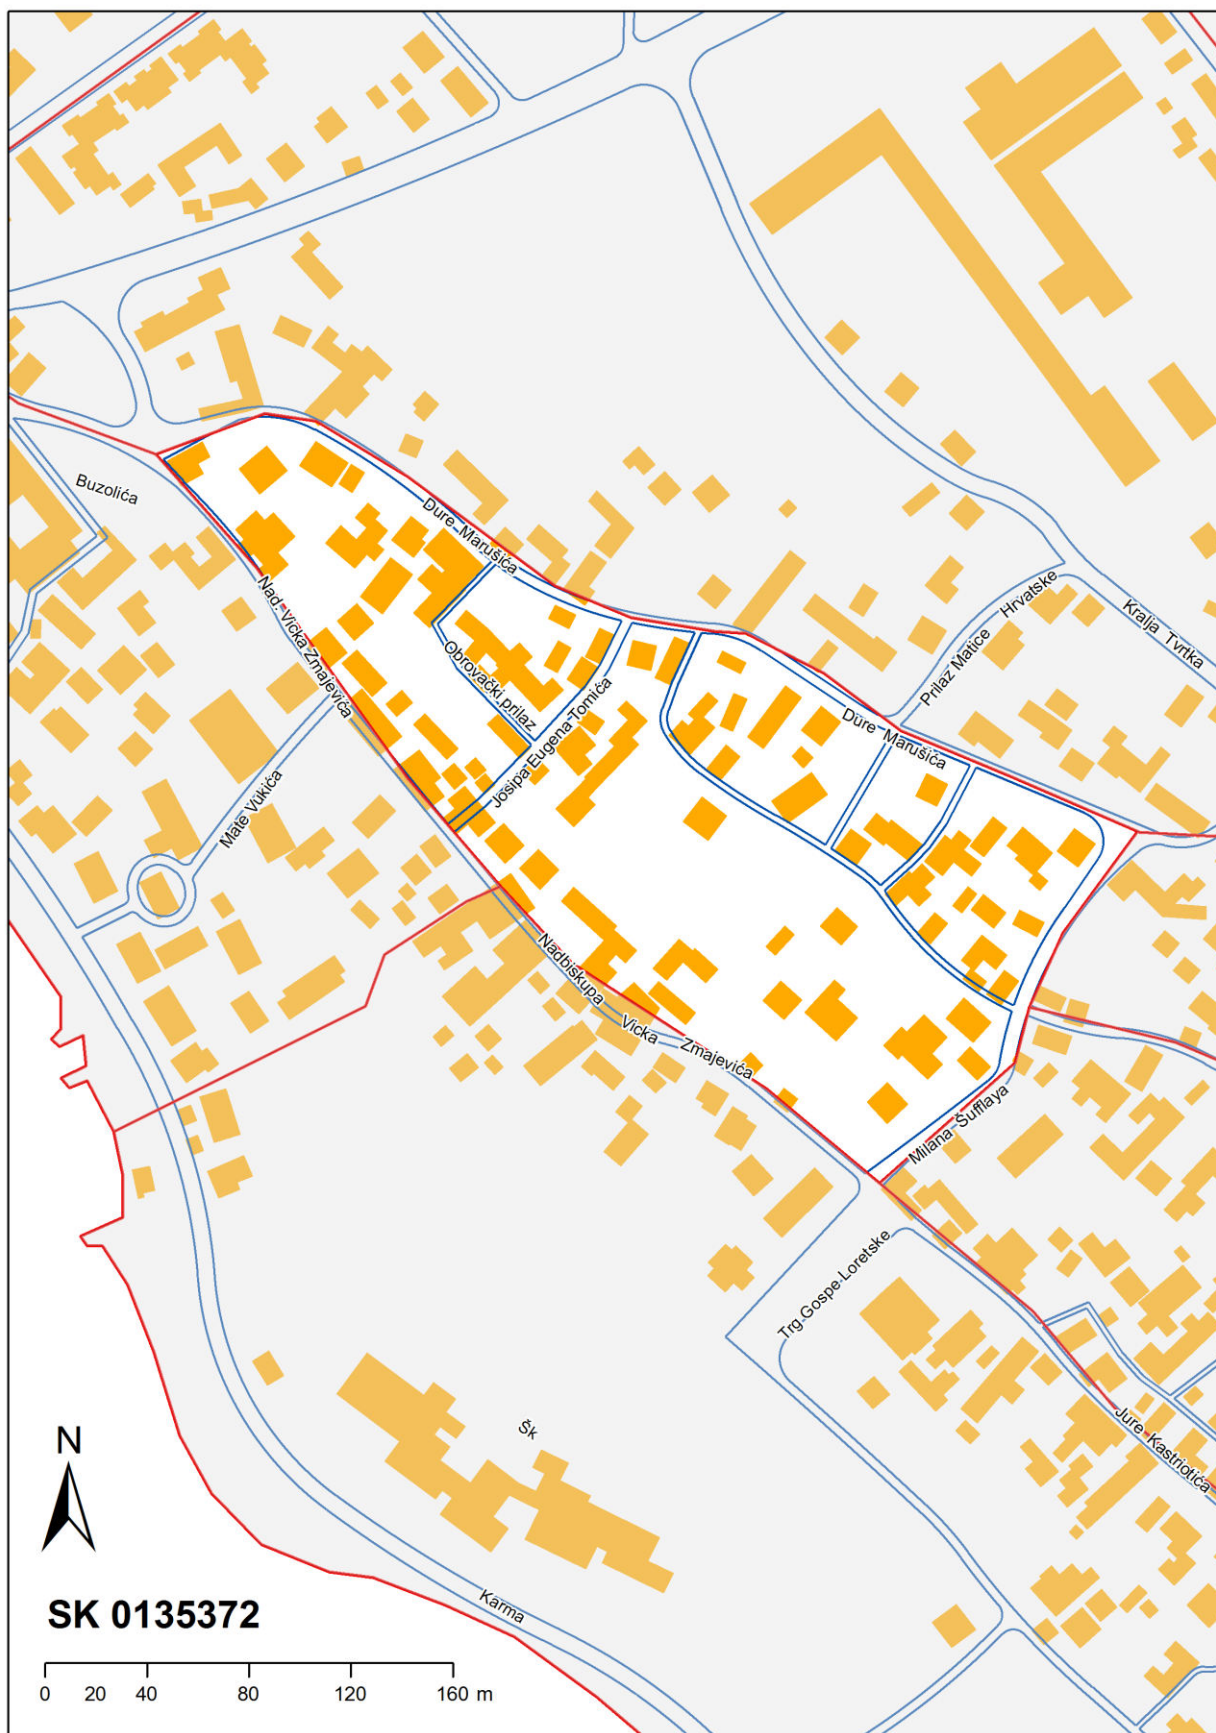 Buzolića
Đure Marušića
Nad. Vicka Zmajevića
Obrovački prilaz
Josipa Eugena Tomića
Prilaz Matice Hrvatske
Kralja Tvrtka
Đure Marušića
Mate Vukića
Nadbiskupa Vicka Zmajevića
Milana Šufflaya
Trg Gospe Loretske
Jure Kastriotića
Šk
Karma
N
SK 0135372
0 20 40 80 120 160 m